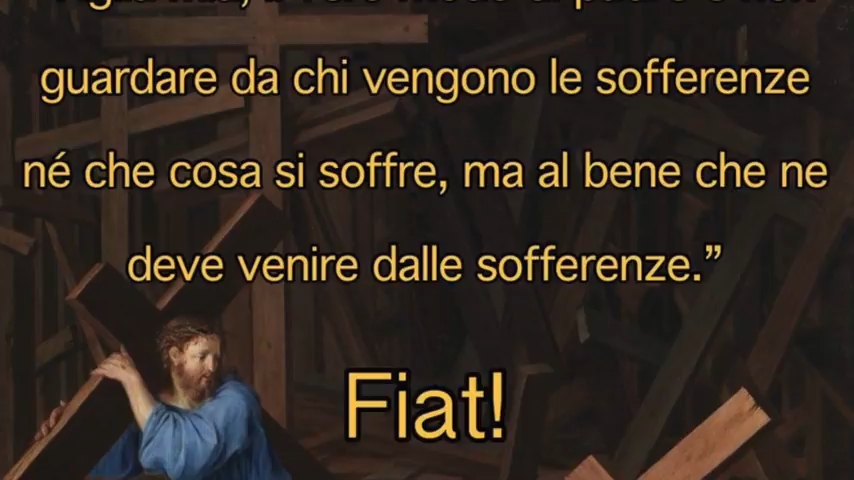 guardare da chi vengono le sofferenze
né che cosa si soffre, ma al bene che ne
deve venire dalle sofferenze.”
Fiat!